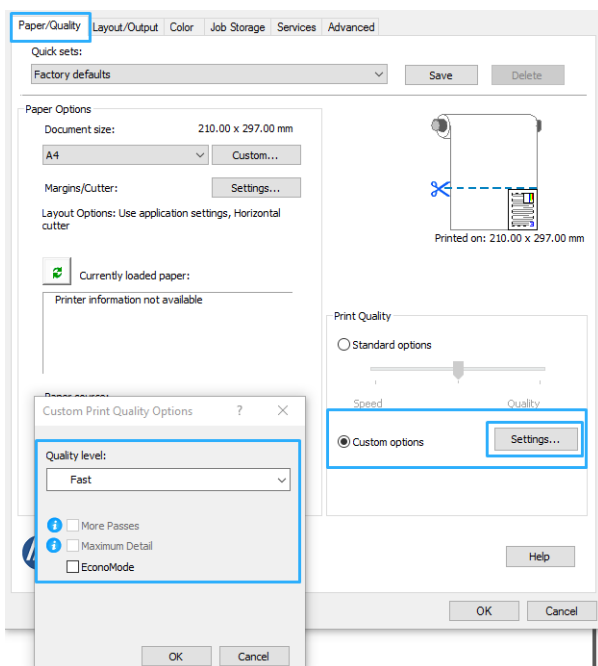 Paper/Quality Layout/Output Color Job Storage Services Advanced
Quick sets:
Factory defaults
Save
Delete
Paper Options
Document size: 210.00 x 297.00 mm
A4
Custom...
Margins/Cutter:
Settings...
Layout Options: Use application settings, Horizontal
cutter
Currently loaded paper:
Printer information not available
Paper source:
Printed on: 210.00 x 297.00 mm
Print Quality
Standard options
Speed Quality
Custom options
Settings...
Custom Print Quality Options ?
Quality level:
Fast
More Passes
Maximum Detail
EconoMode
OK Cancel
Help
OK Cancel